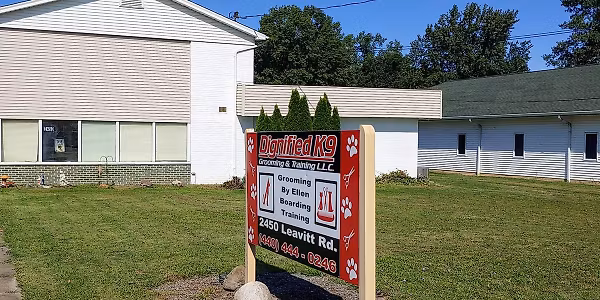 Dignified K9
Grooming & Training LLC.
Grooming
By Ellen
Boarding
Training
2450 Leavitt Rd.
(440) 444-0246